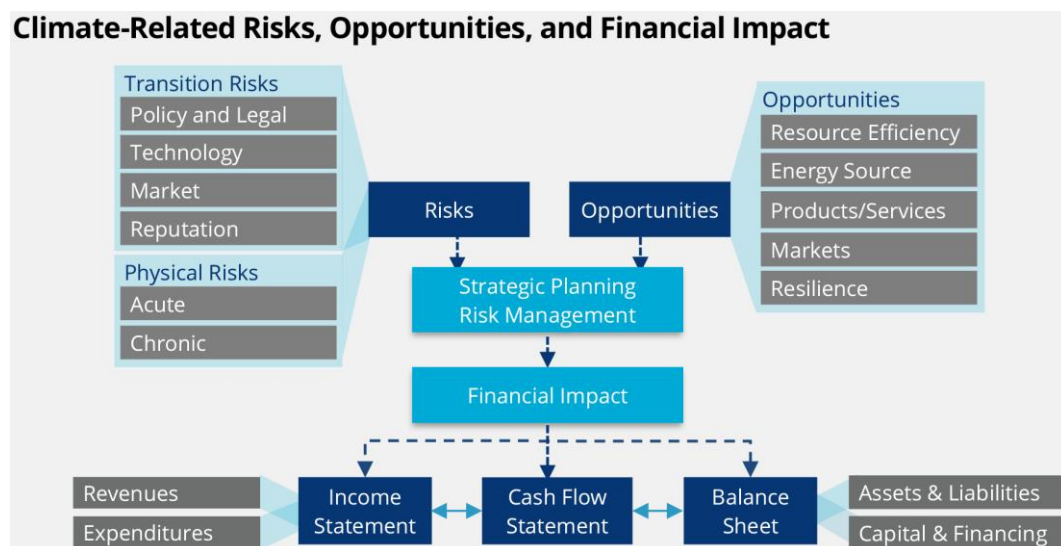 Climate-Related Risks, Opportunities, and Financial Impact
Transition Risks
Policy and Legal
Technology
Market
Reputation
Physical Risks
Acute
Chronic
Risks
Opportunities
Opportunities
Resource Efficiency
Energy Source
Products/Services
Markets
Resilience
Strategic Planning
Risk Management
Financial Impact
Revenues
Expenditures
Income
Statement
Cash Flow
Statement
Balance
Sheet
Assets & Liabilities
Capital & Financing